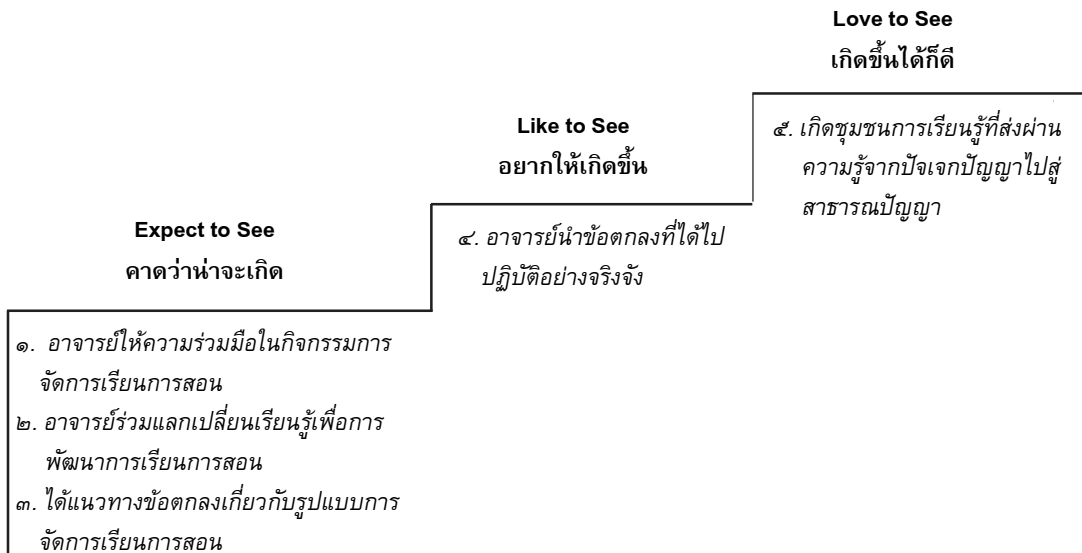 Love to See
เกิดขึ้นได้ก็ดี
Like to See
อยากให้เกิดขึ้น
๕. เกิดชุมชนการเรียนรู้ที่ส่งผ่าน
ความรู้จากปัจเจกปัญญาไปสู่
สาธารณปัญญา
Expect to See
คาดว่าน่าจะเกิด
๔. อาจารย์นำข้อตกลงที่ได้ไป
ปฏิบัติอย่างจริงจัง
๑. อาจารย์ให้ความร่วมมือในกิจกรรมการ
จัดการเรียนการสอน
๒. อาจารย์ร่วมแลกเปลี่ยนเรียนรู้เพื่อการ
พัฒนาการเรียนการสอน
๓. ได้แนวทางข้อตกลงเกี่ยวกับรูปแบบการ
จัดการเรียนการสอน